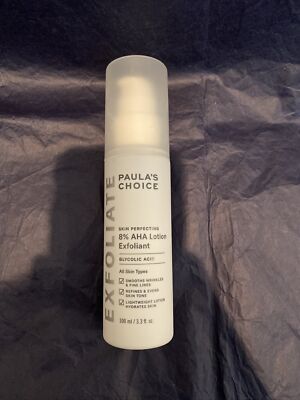 EXFOLIATE
PAULA'S
CHOICE
SKIN PERFECTING
8% AHA Lotion
Exfoliant
GLYCOLIC ACID
All Skin Types
SMOOTHS WRINKLES
& FINE LINES
REFINES & EVENS
SKIN TONE
LIGHTWEIGHT LOTION
HYDRATES SKIN
100 ml / 3.3 fl. oz.